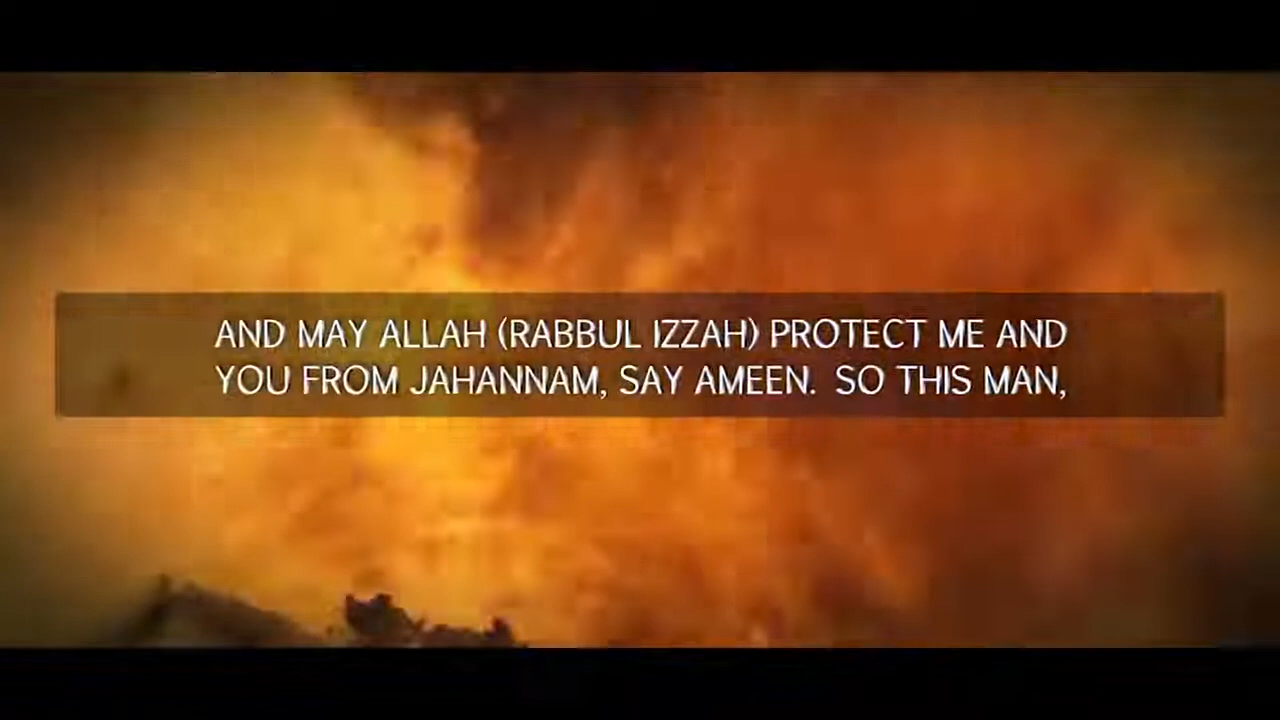 AND MAY ALLAH (RABBUL IZZAH) PROTECT ME AND
YOU FROM JAHANNAM, SAY AMEEN.  SO THIS MAN,